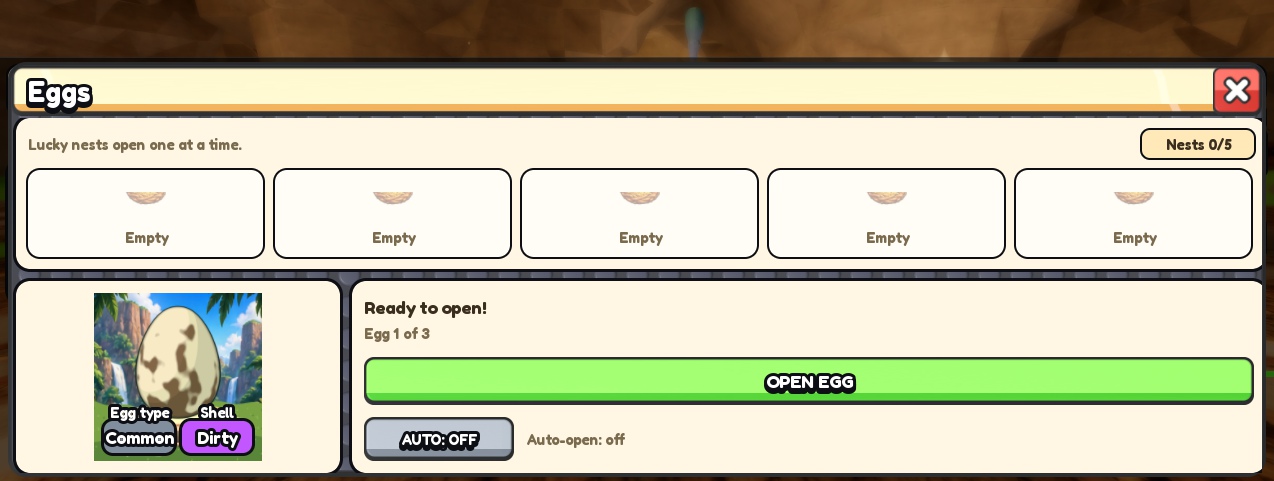 Eggs
Lucky nests open one at a time.
Nests 0/5
Empty
Empty
Empty
Empty
Empty
Egg type
Shell
Common
Dirty
Ready to open!
Egg 1 of 3
OPEN EGG
AUTO: OFF
Auto-open: off